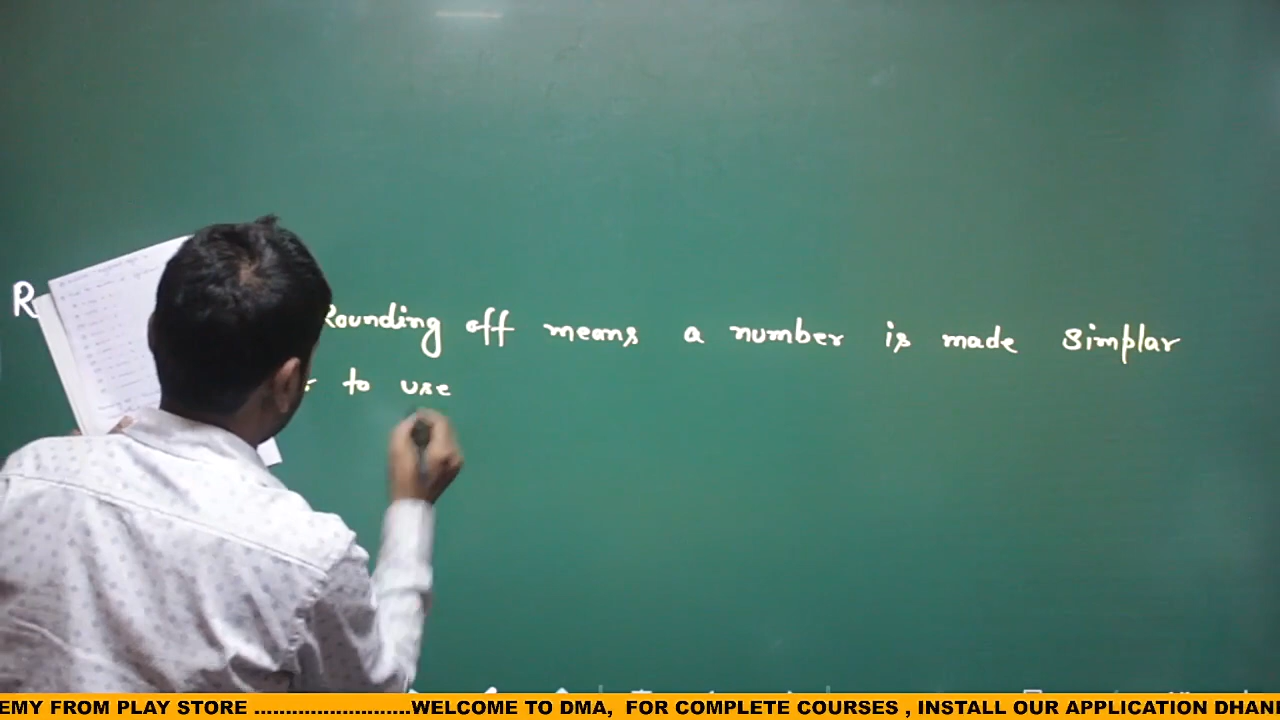 R
Rounding off means a number is made simplar
to use
EMY FROM PLAY STORE ..........................WELCOME TO DMA, FOR COMPLETE COURSES , INSTALL OUR APPLICATION DHANI